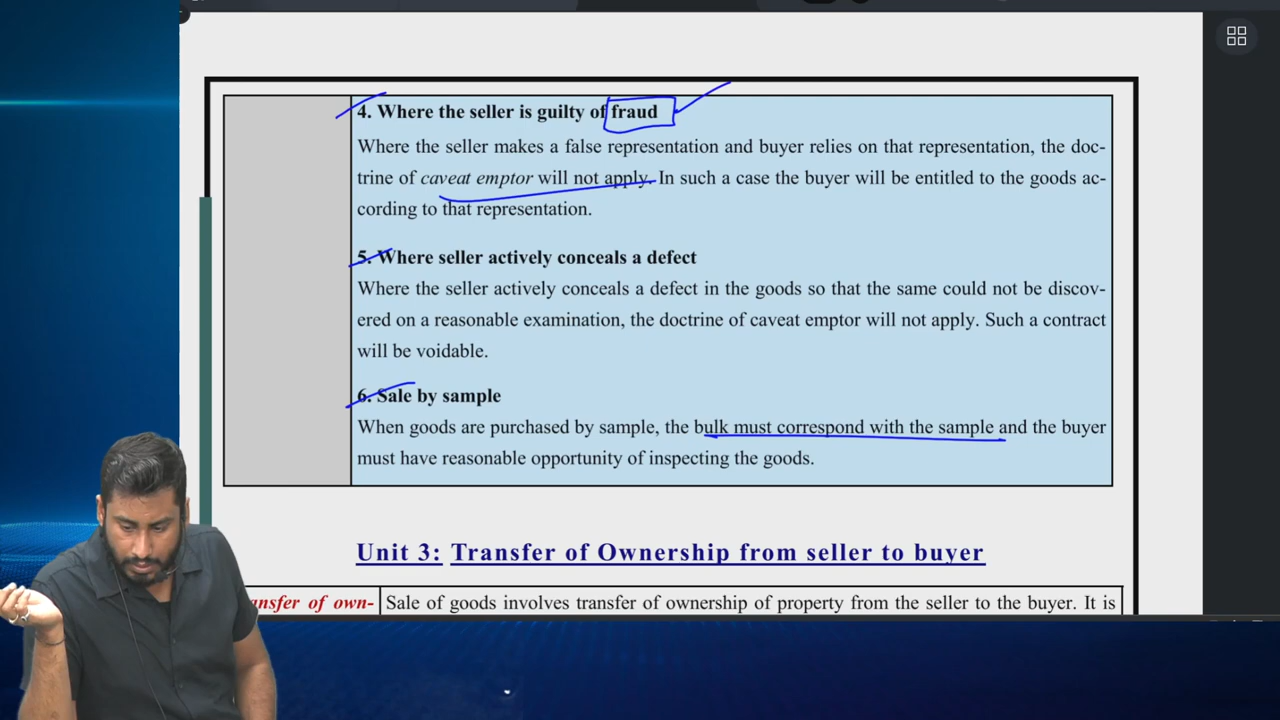 4. Where the seller is guilty of fraud
Where the seller makes a false representation and buyer relies on that representation, the doc-
trine of caveat emptor will not apply. In such a case the buyer will be entitled to the goods ac-
cording to that representation.
5. Where seller actively conceals a defect
Where the seller actively conceals a defect in the goods so that the same could not be discov-
ered on a reasonable examination, the doctrine of caveat emptor will not apply. Such a contract
will be voidable.
6. Sale by sample
When goods are purchased by sample, the bulk must correspond with the sample and the buyer
must have reasonable opportunity of inspecting the goods.
Unit 3: Transfer of Ownership from seller to buyer
ansfer of own-
Sale of goods involves transfer of ownership of property from the seller to the buyer. It is